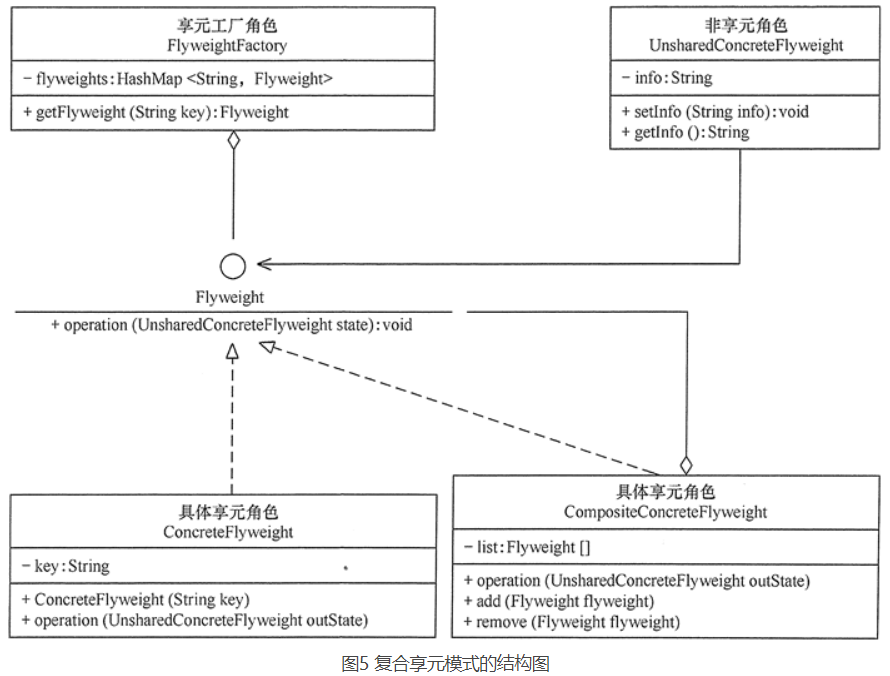 享元工厂角色
FlyweightFactory
- flyweights:HashMap <String, Flyweight>
+ getFlyweight (String key):Flyweight
非享元角色
UnsharedConcreteFlyweight
- info:String
+ setInfo (String info):void
+ getInfo ():String
Flyweight
+ operation (UnsharedConcreteFlyweight state):void
具体享元角色
ConcreteFlyweight
- key:String
+ ConcreteFlyweight (String key)
+ operation (UnsharedConcreteFlyweight outState)
具体享元角色
CompositeConcreteFlyweight
- list:Flyweight []
+ operation (UnsharedConcreteFlyweight outState)
+ add (Flyweight flyweight)
+ remove (Flyweight flyweight)
图5 复合享元模式的结构图